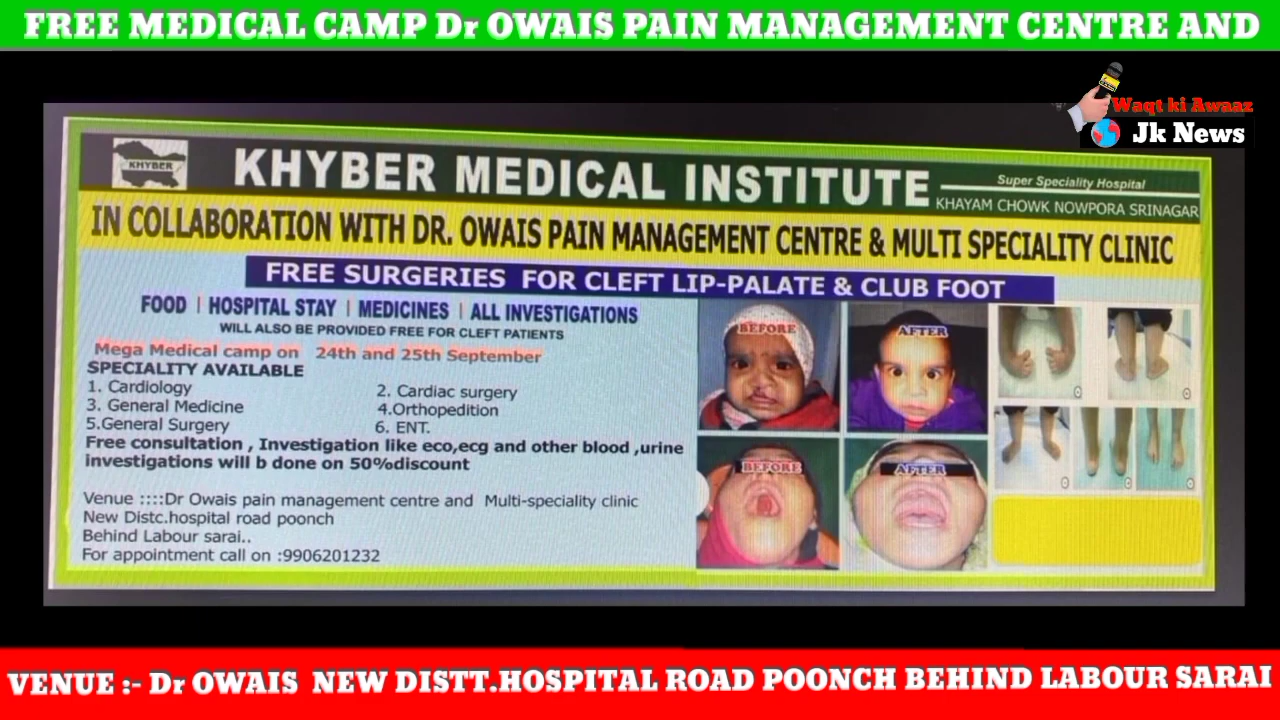 FREE MEDICAL CAMP Dr OWAIS PAIN MANAGEMENT CENTRE AND
Waqt ki Awaaz
Jk News
KHYBER
KHYBER MEDICAL INSTITUTE
Super Speciality Hospital
KHAYAM CHOWK NOWPORA SRINAGAR
IN COLLABORATION WITH DR. OWAIS PAIN MANAGEMENT CENTRE & MULTI SPECIALITY CLINIC
FREE SURGERIES FOR CLEFT LIP-PALATE & CLUB FOOT
FOOD | HOSPITAL STAY | MEDICINES | ALL INVESTIGATIONS
WILL ALSO BE PROVIDED FREE FOR CLEFT PATIENTS
Mega Medical camp on 24th and 25th September
SPECIALITY AVAILABLE
1. Cardiology 2. Cardiac surgery
3. General Medicine 4.Orthopedition
5.General Surgery 6. ENT.
Free consultation , Investigation like eco,ecg and other blood ,urine
investigations will b done on 50%discount
Venue ::::Dr Owais pain management centre and Multi-speciality clinic
New Distc.hospital road poonch
Behind Labour sarai..
For appointment call on :9906201232
BEFORE AFTER
BEFORE AFTER
VENUE :- Dr OWAIS NEW DISTT.HOSPITAL ROAD POONCH BEHIND LABOUR SARAI